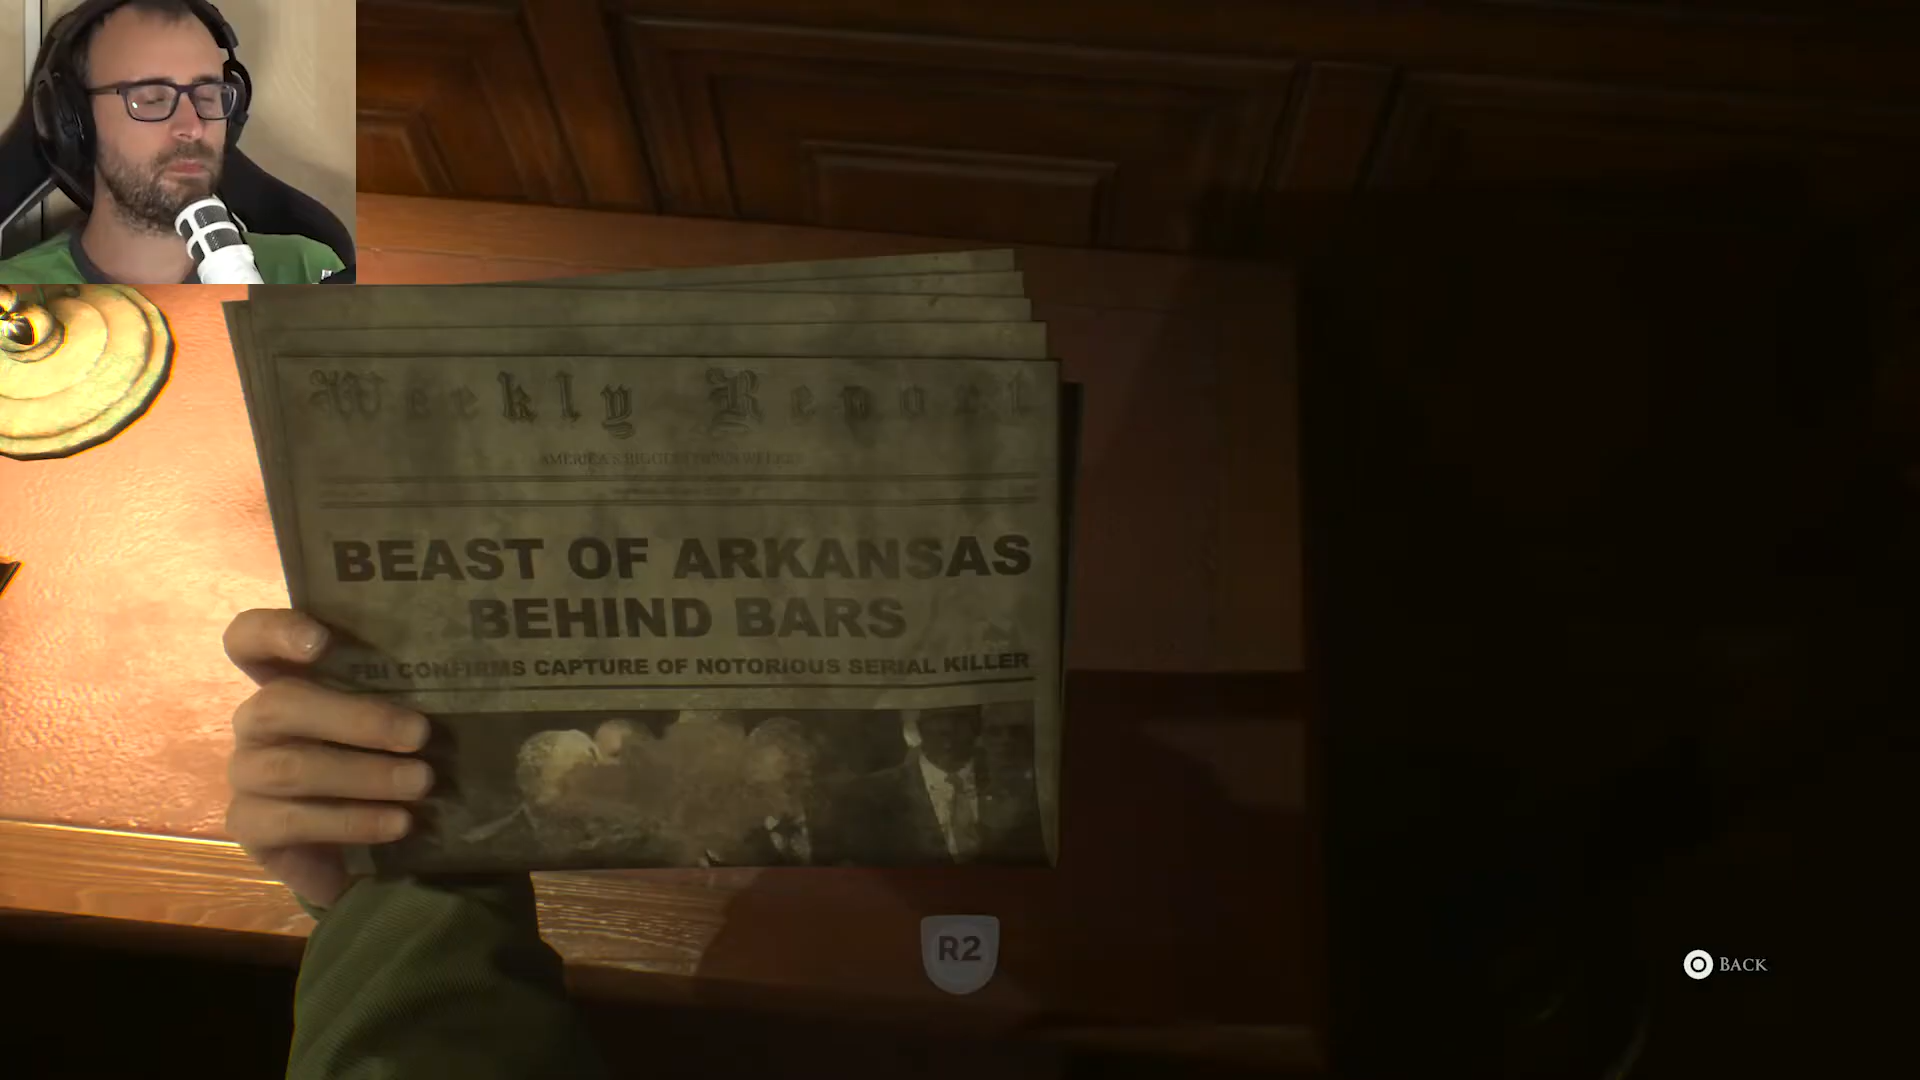 Weekly Report
BEAST OF ARKANSAS
BEHIND BARS
FBI CONFIRMS CAPTURE OF NOTORIOUS SERIAL KILLER
R2
BACK